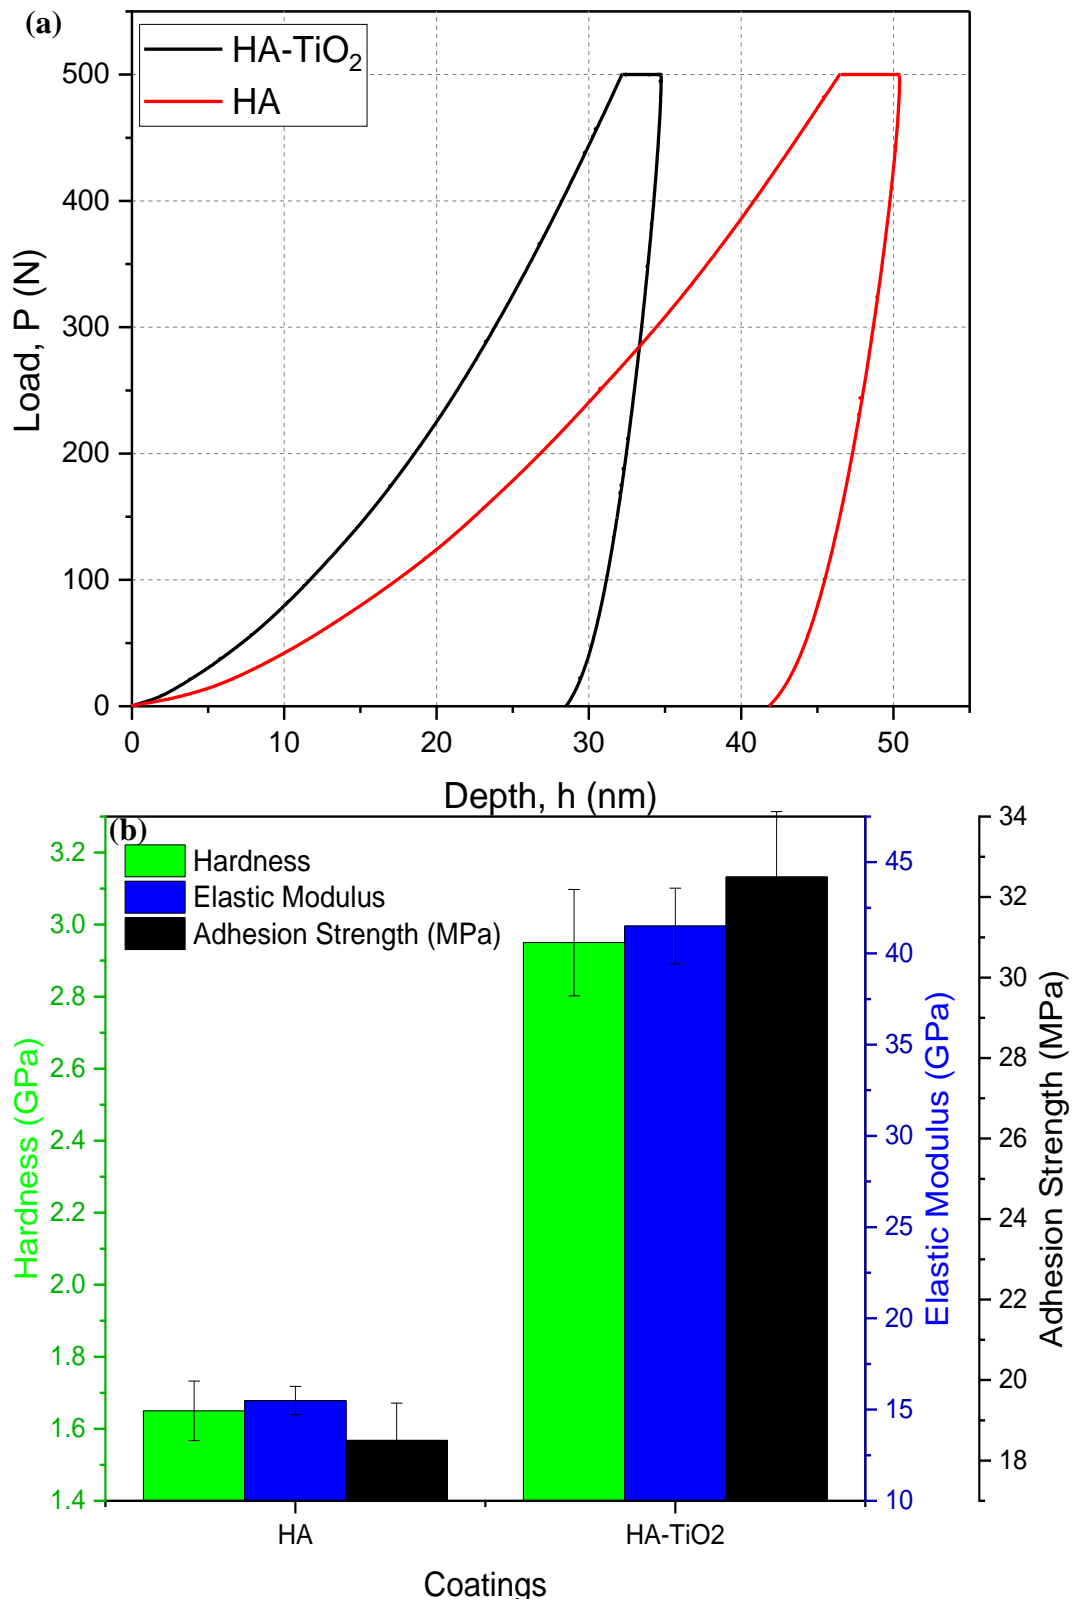 (a)
HA-TiO₂
HA
Load, P (N)
500
400
300
200
100
0
0 10 20 30 40 50
Depth, h (nm)
(b)
Hardness
Elastic Modulus
Adhesion Strength (MPa)
Hardness (GPa)
3.2
3.0
2.8
2.6
2.4
2.2
2.0
1.8
1.6
1.4
Elastic Modulus (GPa)
45
40
35
30
25
20
15
10
Adhesion Strength (MPa)
34
32
30
28
26
24
22
20
18
HA HA-TiO2
Coatings